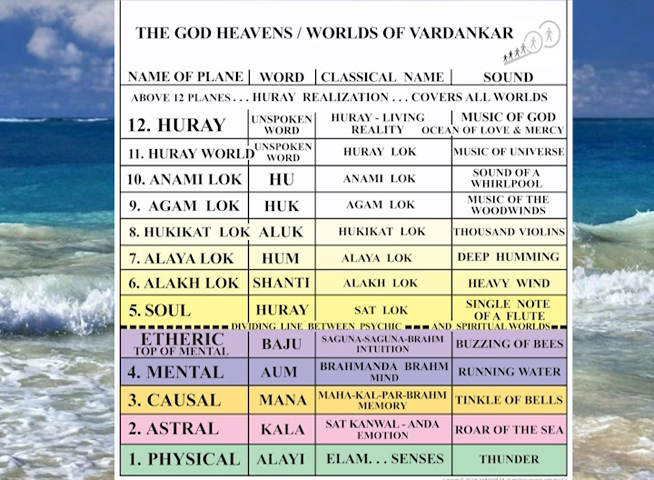 THE GOD HEAVENS / WORLDS OF VARDANKAR
NAME OF PLANE WORD CLASSICAL NAME SOUND
ABOVE 12 PLANES . . . HURAY REALIZATION . . . COVERS ALL WORLDS
12. HURAY UNSPOKEN WORD HURAY - LIVING REALITY MUSIC OF GOD OCEAN OF LOVE & MERCY
11. HURAY WORLD UNSPOKEN WORD HURAY LOK MUSIC OF UNIVERSE
10. ANAMI LOK HU ANAMI LOK SOUND OF A WHIRLPOOL
9. AGAM LOK HUK AGAM LOK MUSIC OF THE WOODWINDS
8. HUKIKAT LOK ALUK HUKIKAT LOK THOUSAND VIOLINS
7. ALAYA LOK HUM ALAYA LOK DEEP HUMMING
6. ALAKH LOK SHANTI ALAKH LOK HEAVY WIND
5. SOUL HURAY SAT LOK SINGLE NOTE OF A FLUTE
DIVIDING LINE BETWEEN PSYCHIC AND SPIRITUAL WORLDS
ETHERIC TOP OF MENTAL BAJU SAGUNA-SAGUNA-BRAHM INTUITION BUZZING OF BEES
4. MENTAL AUM BRAHMANDA BRAHM MIND RUNNING WATER
3. CAUSAL MANA MAHA-KAL-PAR-BRAHM MEMORY TINKLE OF BELLS
2. ASTRAL KALA SAT KANWAL - ANDA EMOTION ROAR OF THE SEA
1. PHYSICAL ALAYI ELAM. . . SENSES THUNDER